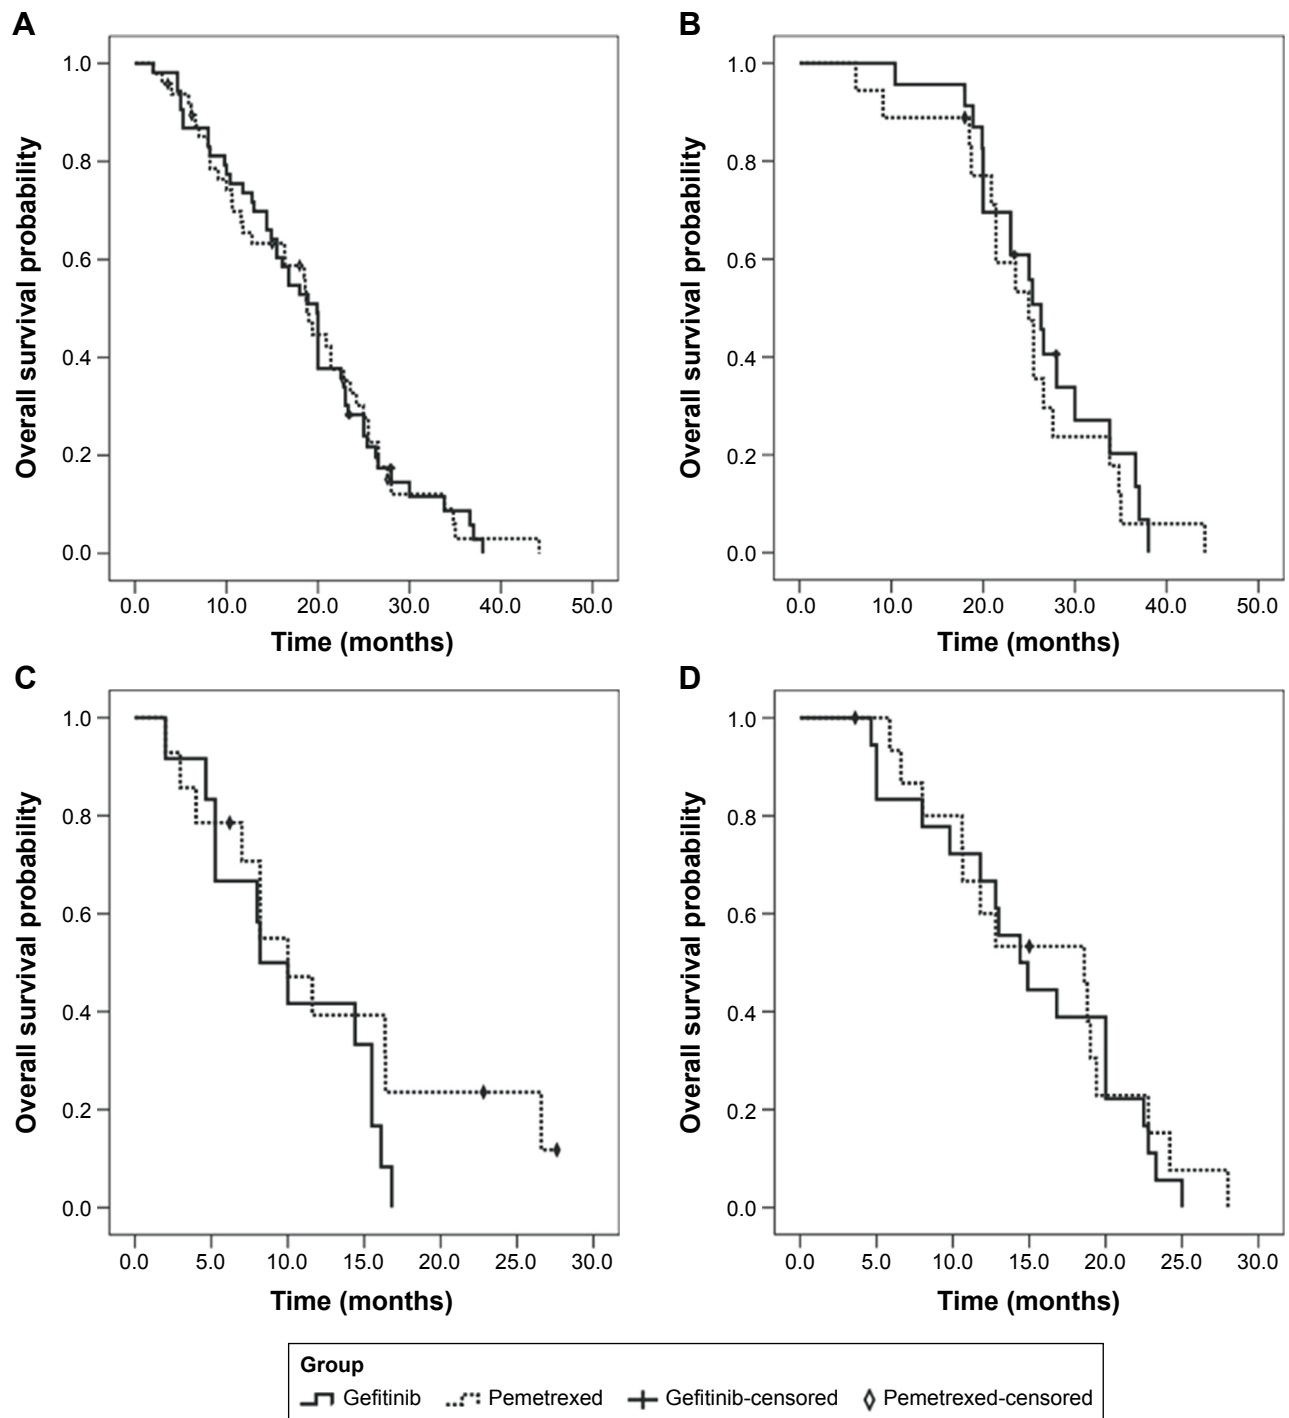 A
Overall survival probability
1.0
0.8
0.6
0.4
0.2
0.0
0.0 10.0 20.0 30.0 40.0 50.0
Time (months)
B
Overall survival probability
1.0
0.8
0.6
0.4
0.2
0.0
0.0 10.0 20.0 30.0 40.0 50.0
Time (months)
C
Overall survival probability
1.0
0.8
0.6
0.4
0.2
0.0
0.0 5.0 10.0 15.0 20.0 25.0 30.0
Time (months)
D
Overall survival probability
1.0
0.8
0.6
0.4
0.2
0.0
0.0 5.0 10.0 15.0 20.0 25.0 30.0
Time (months)
Group
Gefitinib Pemetrexed Gefitinib-censored Pemetrexed-censored